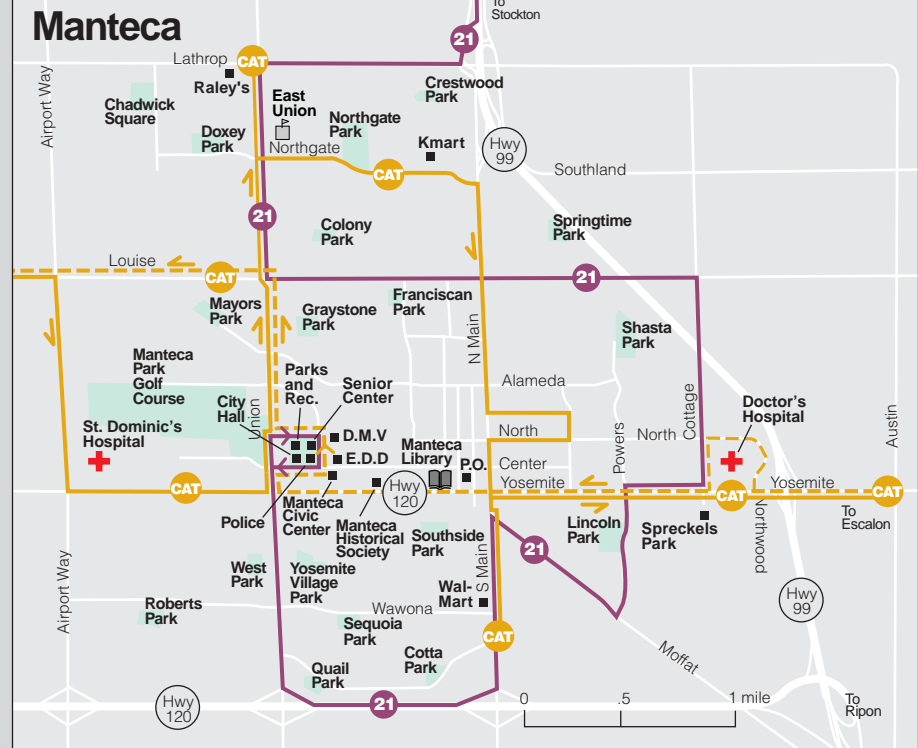 Manteca
To
Stockton
21
Lathrop
CAT
Raley's
Airport Way
Chadwick
Square
East
Union
Crestwood
Park
Doxey
Park
Northgate
Park
Kmart
Hwy
99
Northgate
CAT
Southland
21
Colony
Park
Springtime
Park
Louise
CAT
21
Mayors
Park
Graystone
Park
Franciscan
Park
N Main
Shasta
Park
Manteca
Park
Golf
Course
Parks
and
Rec.
Senior
Center
Alameda
City
Hall
Union
Cottage
Doctor's
Hospital
Austin
St. Dominic's
Hospital
D.M.V
E.D.D
Manteca
Library
P.O.
North
North
Powers
Center
Yosemite
Yosemite
CAT
Hwy
120
CAT
CAT
Police
Manteca
Civic
Center
Manteca
Historical
Society
Southside
Park
Lincoln
Park
Spreckels
Park
Northwood
To
Escalon
21
S Main
West
Park
Yosemite
Village
Park
Wal-
Mart
Airport Way
Roberts
Park
Wawona
Sequoia
Park
CAT
Hwy
99
Moffat
Cotta
Park
Quail
Park
Hwy
120
21
0 .5 1 mile
To
Ripon